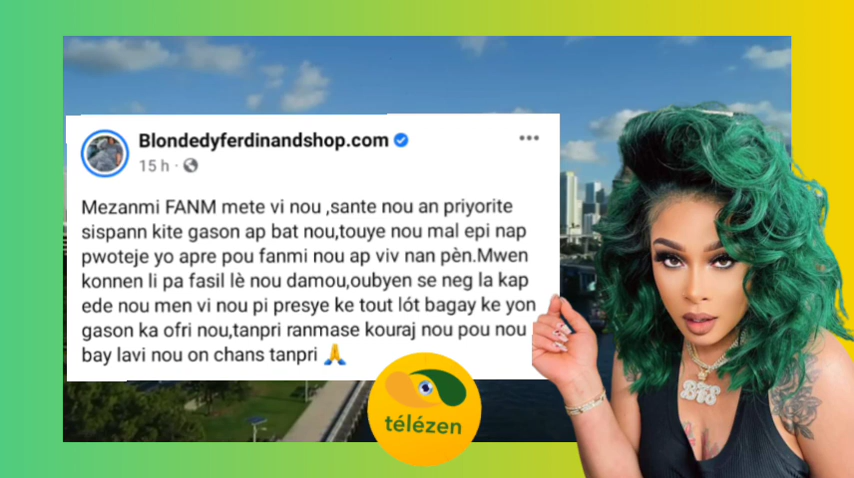 Blondedyferdinandshop.com
15 h ·
Mezanmi FANM mete vi nou ,sante nou an priyorite
sispann kite gason ap bat nou,touye nou mal epi nap
pwoteje yo apre pou fanmi nou ap viv nan pèn.Mwen
konnen li pa fasil lè nou damou,oubyen se neg la kap
ede nou men vi nou pi presye ke tout lót bagay ke yon
gason ka ofri nou,tanpri ranmase kouraj nou pou nou
bay lavi nou on chans tanpri 🙏
télézen